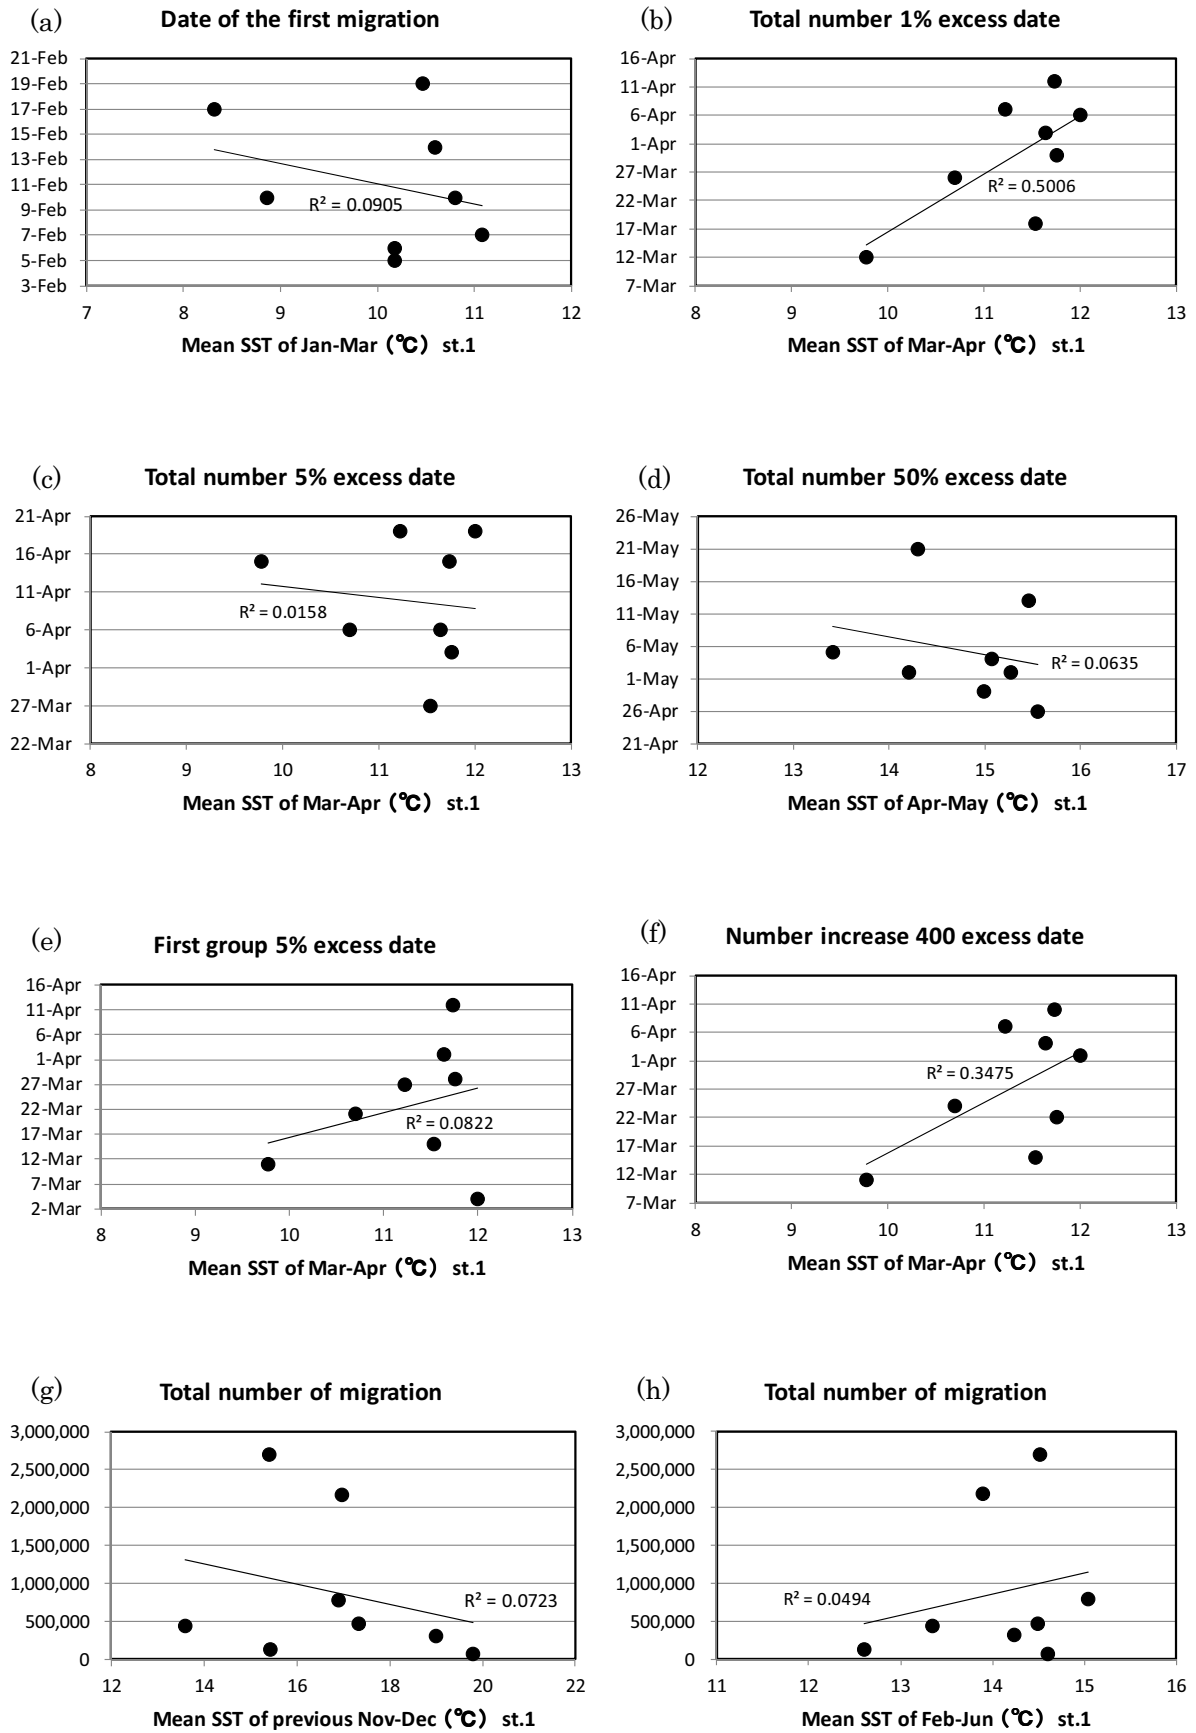 (a)
Date of the first migration
21-Feb
19-Feb
17-Feb
15-Feb
13-Feb
11-Feb
9-Feb
7-Feb
5-Feb
3-Feb
R² = 0.0905
7 8 9 10 11 12
Mean SST of Jan-Mar (℃) st.1
(b)
Total number 1% excess date
16-Apr
11-Apr
6-Apr
1-Apr
27-Mar
22-Mar
17-Mar
12-Mar
7-Mar
R² = 0.5006
8 9 10 11 12 13
Mean SST of Mar-Apr (℃) st.1
(c)
Total number 5% excess date
21-Apr
16-Apr
11-Apr
6-Apr
1-Apr
27-Mar
22-Mar
R² = 0.0158
8 9 10 11 12 13
Mean SST of Mar-Apr (℃) st.1
(d)
Total number 50% excess date
26-May
21-May
16-May
11-May
6-May
1-May
26-Apr
21-Apr
R² = 0.0635
12 13 14 15 16 17
Mean SST of Apr-May (℃) st.1
(e)
First group 5% excess date
16-Apr
11-Apr
6-Apr
1-Apr
27-Mar
22-Mar
17-Mar
12-Mar
7-Mar
2-Mar
R² = 0.0822
8 9 10 11 12 13
Mean SST of Mar-Apr (℃) st.1
(f)
Number increase 400 excess date
16-Apr
11-Apr
6-Apr
1-Apr
27-Mar
22-Mar
17-Mar
12-Mar
7-Mar
R² = 0.3475
8 9 10 11 12 13
Mean SST of Mar-Apr (℃) st.1
(g)
Total number of migration
3,000,000
2,500,000
2,000,000
1,500,000
1,000,000
500,000
0
R² = 0.0723
12 14 16 18 20 22
Mean SST of previous Nov-Dec (℃) st.1
(h)
Total number of migration
3,000,000
2,500,000
2,000,000
1,500,000
1,000,000
500,000
0
R² = 0.0494
11 12 13 14 15 16
Mean SST of Feb-Jun (℃) st.1